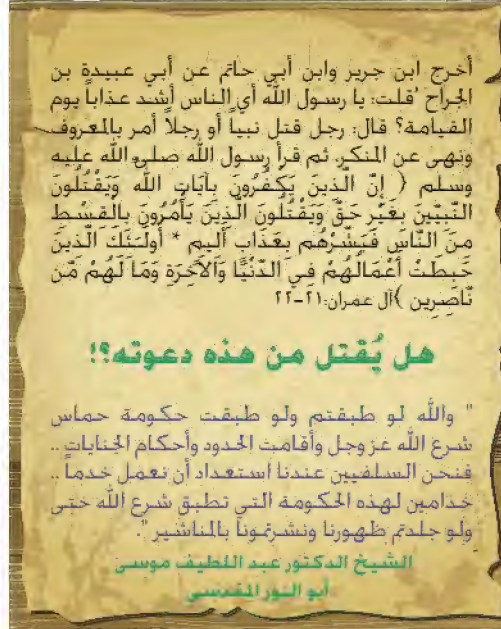 أخرج ابن جرير وابن أبي حاتم عن أبي عبيدة بن
الجراح "قلت: يا رسول الله أي الناس أشد عذاباً يوم
القيامة؟ قال: رجل قتل نبياً أو رجلاً أمر بالمعروف
ونهى عن المنكر. ثم قرأ رسول الله صلى الله عليه
وسلم ( إِنَّ الَّذِينَ يَكْفُرُونَ بِآيَاتِ اللَّهِ وَيَقْتُلُونَ
النَّبِيِّينَ بِغَيْرِ حَقٍّ وَيَقْتُلُونَ الَّذِينَ يَأْمُرُونَ بِالْقِسْطِ
مِنَ النَّاسِ فَبَشِّرْهُم بِعَذَابٍ أَلِيمٍ * أُولَئِكَ الَّذِينَ
حَبِطَتْ أَعْمَالُهُمْ فِي الدُّنْيَا وَالآخِرَةِ وَمَا لَهُمْ مِّن
نَّاصِرِين )آل عمران:٢١-٢٢
هل يُقتل من هذه دعوته؟!
" والله لو طبقتم ولو طبقت حكومة حماس
شرع الله عز وجل وأقامت الحدود وأحكام الجنايات ..
فنحن السلفيين عندنا استعداد أن نعمل خدماً ..
خدامين لهذه الحكومة التي تطبق شرع الله حتى
ولو جلدتم ظهورنا ونشرتمونا بالمناشير ".
الشيخ الدكتور عبد اللطيف موسى
أبو النور المقدسي